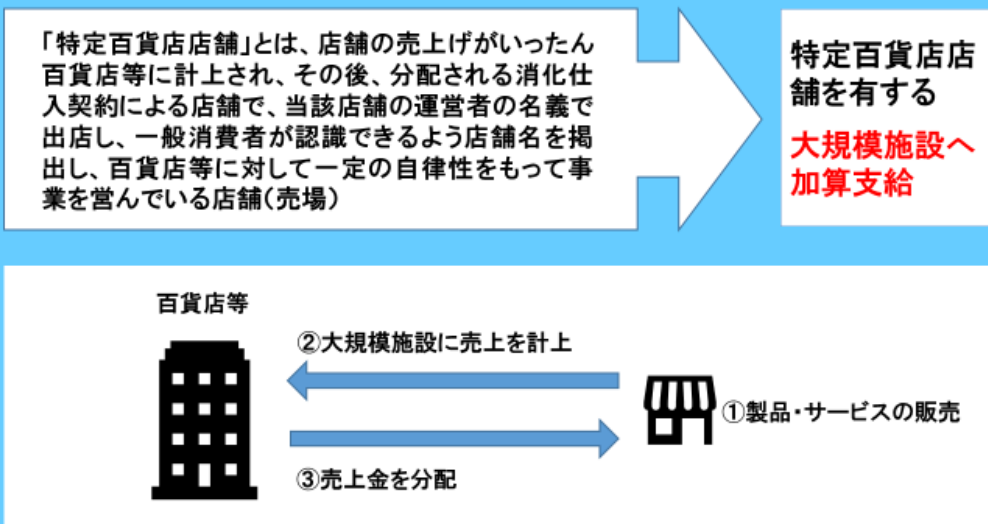 「特定百貨店店舗」とは、店舗の売上げがいったん
百貨店等に計上され、その後、分配される消化仕
入契約による店舗で、当該店舗の運営者の名義で
出店し、一般消費者が認識できるよう店舗名を掲
出し、百貨店等に対して一定の自律性をもって事
業を営んでいる店舗(売場)
特定百貨店店
舗を有する
大規模施設へ
加算支給
百貨店等
②大規模施設に売上を計上
①製品・サービスの販売
③売上金を分配